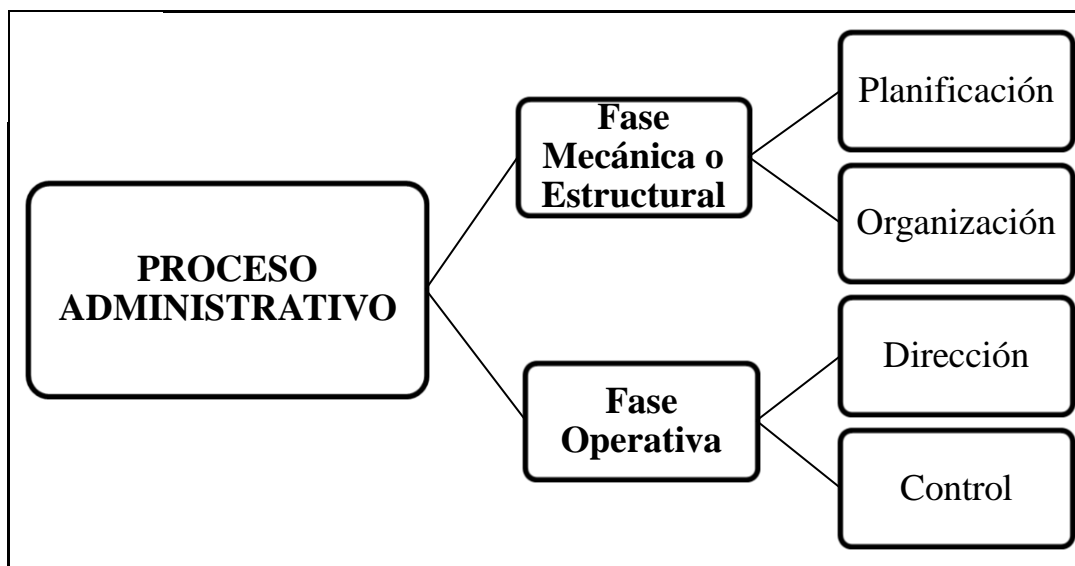 PROCESO
ADMINISTRATIVO
Fase
Mecánica o
Estructural
Planificación
Organización
Fase
Operativa
Dirección
Control